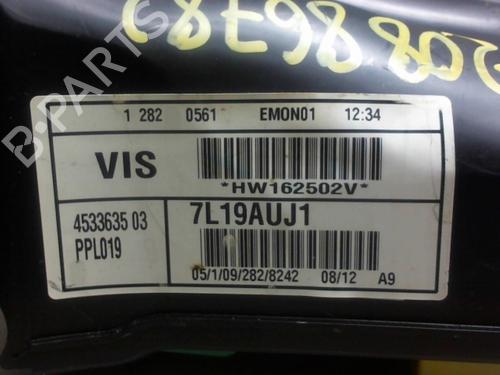 1 282 0561 EMON01 12:34
VIS
*HW162502V*
4533635 03
PPL019
7L19AUJ1
05/1/09/282/8242 08/12 A9
B-PARTS